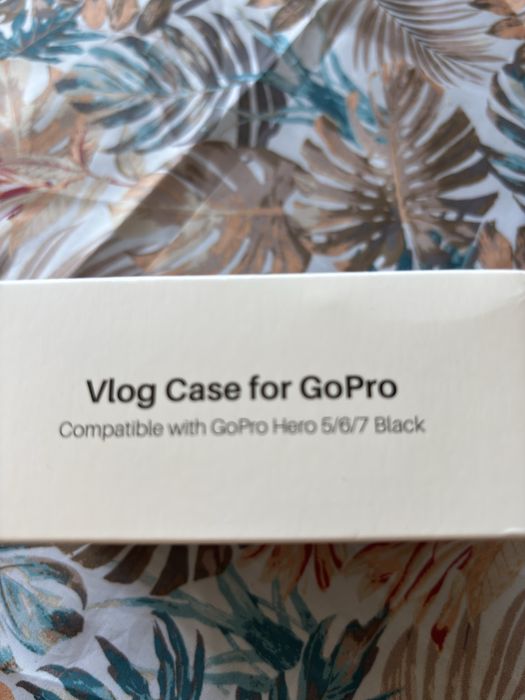 Vlog Case for GoPro
Compatible with GoPro Hero 5/6/7 Black